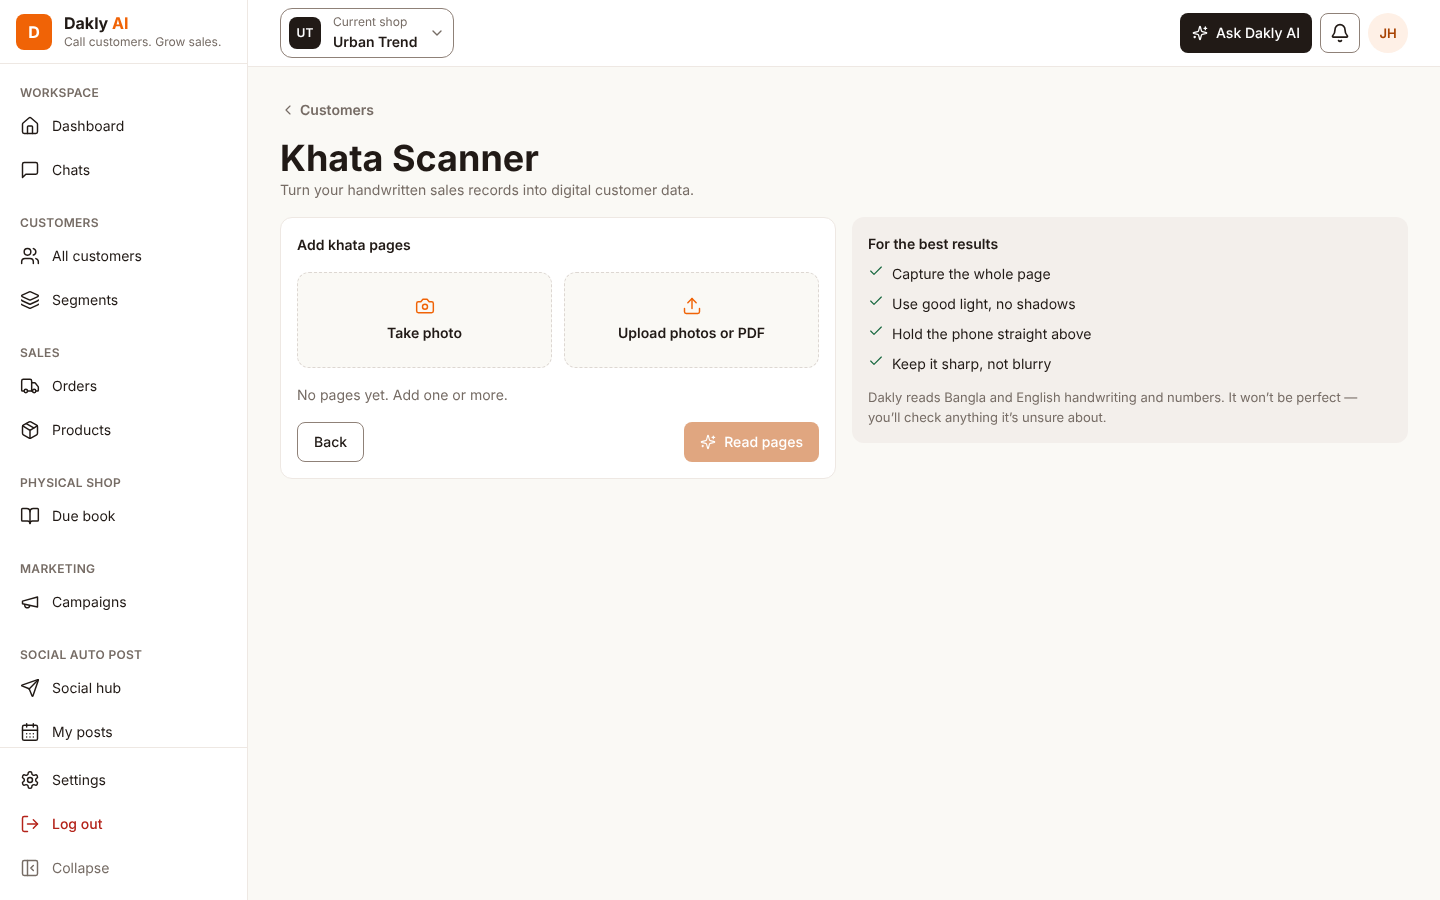 D
Dakly AI
Call customers. Grow sales.
WORKSPACE
Dashboard
Chats
CUSTOMERS
All customers
Segments
SALES
Orders
Products
PHYSICAL SHOP
Due book
MARKETING
Campaigns
SOCIAL AUTO POST
Social hub
My posts
Settings
Log out
Collapse
UT
Current shop
Urban Trend
Ask Dakly AI
JH
Customers
Khata Scanner
Turn your handwritten sales records into digital customer data.
Add khata pages
Take photo
Upload photos or PDF
No pages yet. Add one or more.
Back
Read pages
For the best results
Capture the whole page
Use good light, no shadows
Hold the phone straight above
Keep it sharp, not blurry
Dakly reads Bangla and English handwriting and numbers. It won’t be perfect —
you’ll check anything it’s unsure about.